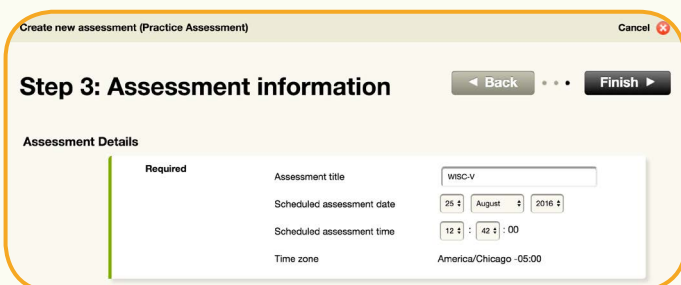 Create new assessment (Practice Assessment) Cancel
Step 3: Assessment information Back Finish
Assessment Details
Required
Assessment title WISC-V
Scheduled assessment date 25 August 2016
Scheduled assessment time 12 : 42 : 00
Time zone America/Chicago -05:00